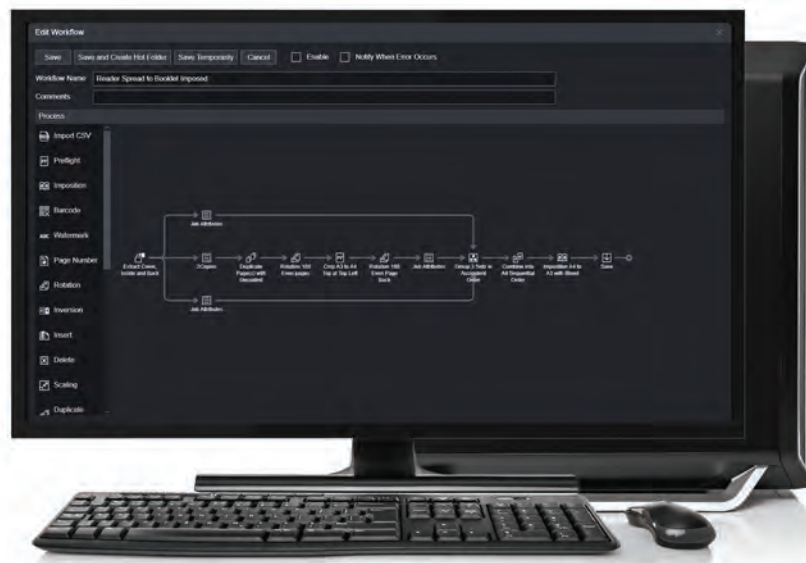 Edit Workflow
Save Save and Create Hot Folder Save Temporarily Cancel Enable Notify When Error Occurs
Workflow Name Reader Spread to Booklet Imposed
Comments
Process
Import CSV
Preflight
Imposition
Barcode
ABC Watermark
Page Number
Rotation
Inversion
Insert
Delete
Scaling
Duplicate
Job Attributes
Extract Cover,
Inside and Back
2Copies
Duplicate
Page(s) with
Discarded
Rotation 180
Even pages
Crop A3 to A4
Top at Top Left
Rotation 180
Even Page
Back
Job Attributes
Group 3 Sets in
Ascendent
Order
Combine into
A4 Sequential
Order
Imposition A4 to
A3 with Bleed
Save
Job Attributes